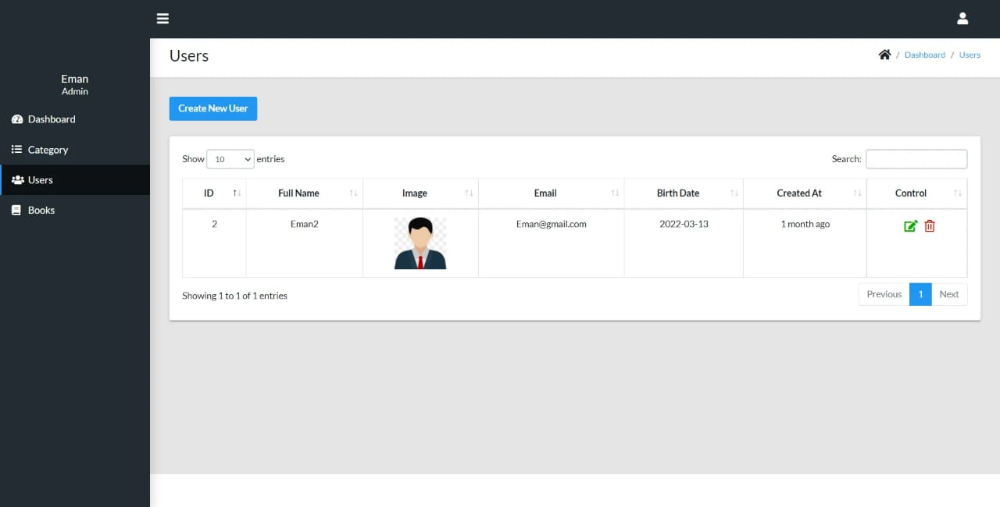 Users
/ Dashboard / Users
Eman
Admin
Dashboard
Category
Users
Books
Create New User
Show 10 entries
Search:
ID Full Name Image Email Birth Date Created At Control
2 Eman2 Eman@gmail.com 2022-03-13 1 month ago
Showing 1 to 1 of 1 entries
Previous 1 Next